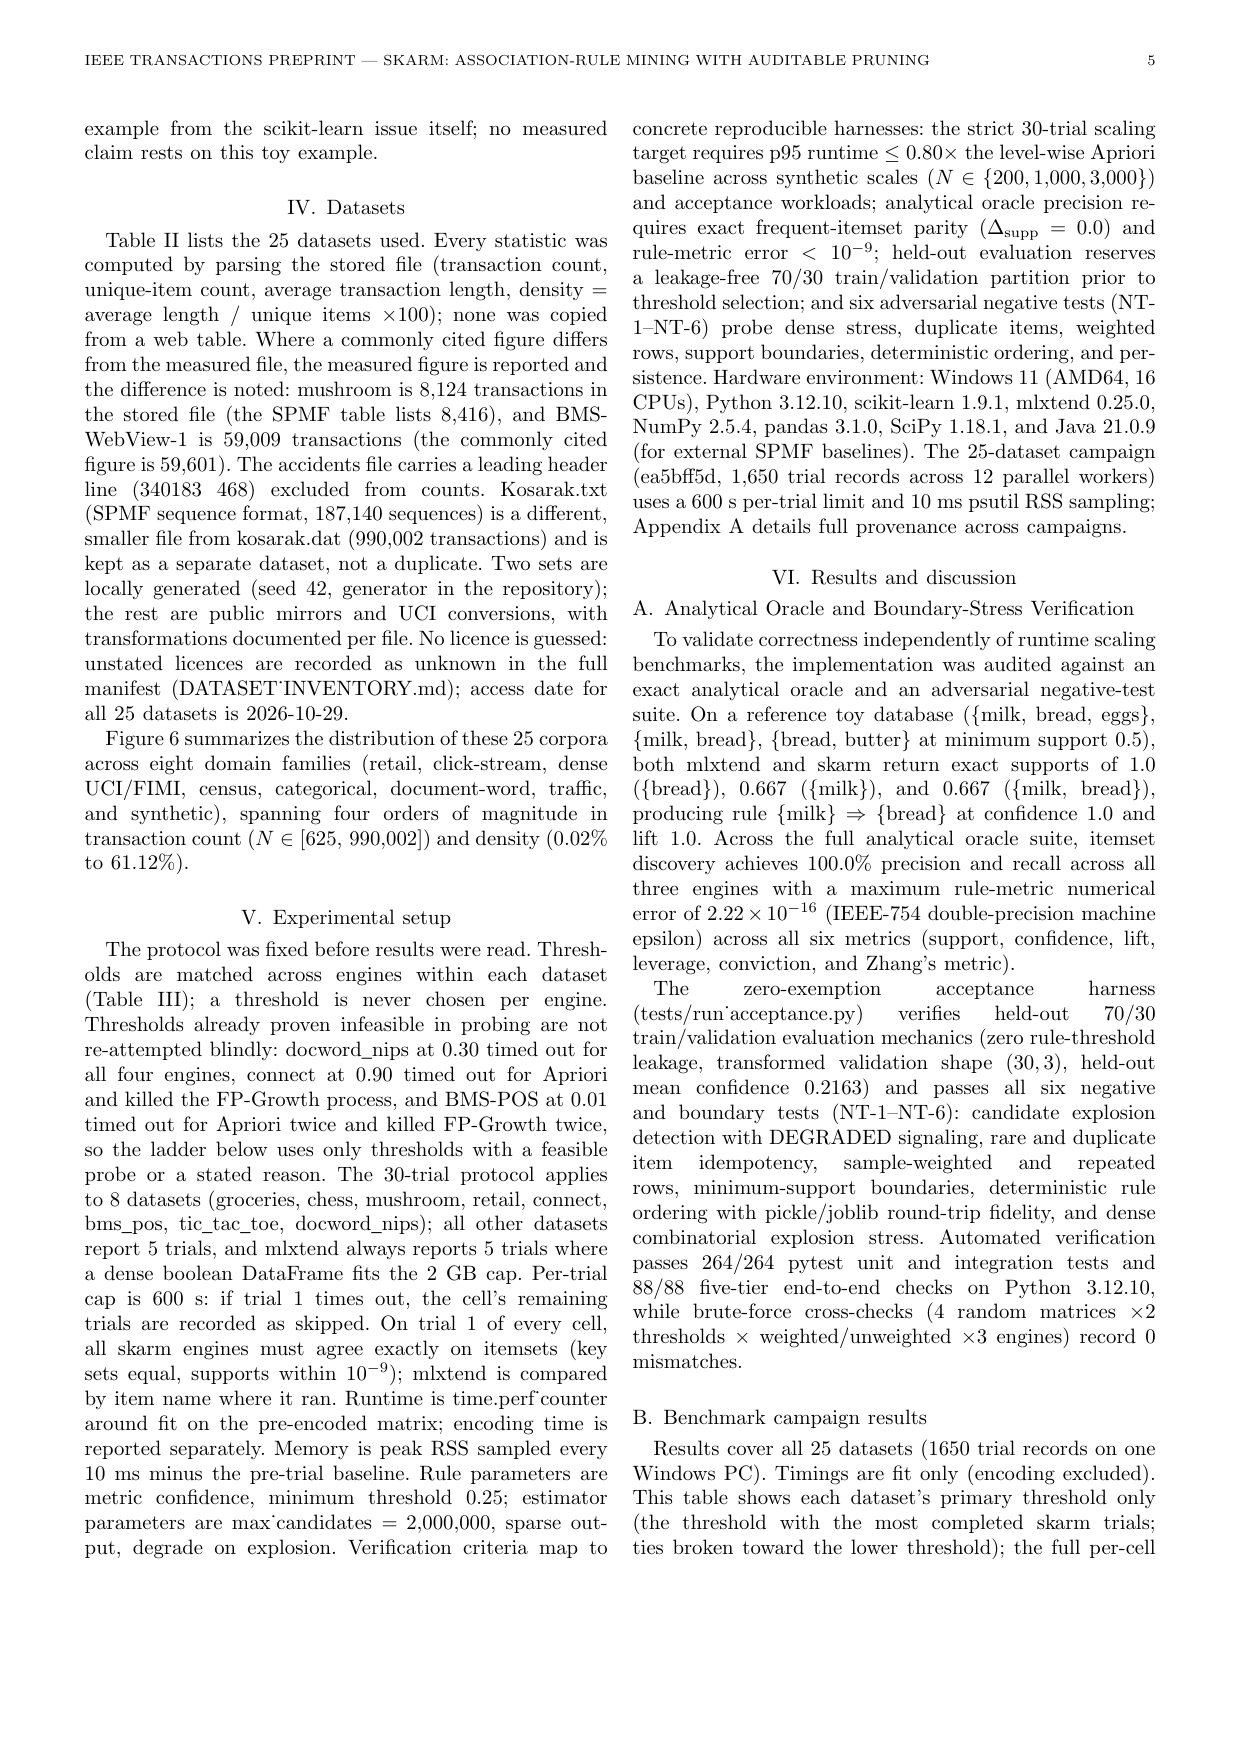 IEEE TRANSACTIONS PREPRINT — SKARM: ASSOCIATION-RULE MINING WITH AUDITABLE PRUNING 5
example from the scikit-learn issue itself; no measured
claim rests on this toy example.
IV. Datasets
Table II lists the 25 datasets used. Every statistic was
computed by parsing the stored file (transaction count,
unique-item count, average transaction length, density =
average length / unique items ×100); none was copied
from a web table. Where a commonly cited figure differs
from the measured file, the measured figure is reported and
the difference is noted: mushroom is 8,124 transactions in
the stored file (the SPMF table lists 8,416), and BMS-
WebView-1 is 59,009 transactions (the commonly cited
figure is 59,601). The accidents file carries a leading header
line (340183 468) excluded from counts. Kosarak.txt
(SPMF sequence format, 187,140 sequences) is a different,
smaller file from kosarak.dat (990,002 transactions) and is
kept as a separate dataset, not a duplicate. Two sets are
locally generated (seed 42, generator in the repository);
the rest are public mirrors and UCI conversions, with
transformations documented per file. No licence is guessed:
unstated licences are recorded as unknown in the full
manifest (DATASET˙INVENTORY.md); access date for
all 25 datasets is 2026-10-29.
Figure 6 summarizes the distribution of these 25 corpora
across eight domain families (retail, click-stream, dense
UCI/FIMI, census, categorical, document-word, traffic,
and synthetic), spanning four orders of magnitude in
transaction count (N ∈ [625, 990,002]) and density (0.02%
to 61.12%).
V. Experimental setup
The protocol was fixed before results were read. Thresh-
olds are matched across engines within each dataset
(Table III); a threshold is never chosen per engine.
Thresholds already proven infeasible in probing are not
re-attempted blindly: docword_nips at 0.30 timed out for
all four engines, connect at 0.90 timed out for Apriori
and killed the FP-Growth process, and BMS-POS at 0.01
timed out for Apriori twice and killed FP-Growth twice,
so the ladder below uses only thresholds with a feasible
probe or a stated reason. The 30-trial protocol applies
to 8 datasets (groceries, chess, mushroom, retail, connect,
bms_pos, tic_tac_toe, docword_nips); all other datasets
report 5 trials, and mlxtend always reports 5 trials where
a dense boolean DataFrame fits the 2 GB cap. Per-trial
cap is 600 s: if trial 1 times out, the cell's remaining
trials are recorded as skipped. On trial 1 of every cell,
all skarm engines must agree exactly on itemsets (key
sets equal, supports within 10⁻⁹); mlxtend is compared
by item name where it ran. Runtime is time.perf˙counter
around fit on the pre-encoded matrix; encoding time is
reported separately. Memory is peak RSS sampled every
10 ms minus the pre-trial baseline. Rule parameters are
metric confidence, minimum threshold 0.25; estimator
parameters are max˙candidates = 2,000,000, sparse out-
put, degrade on explosion. Verification criteria map to
concrete reproducible harnesses: the strict 30-trial scaling
target requires p95 runtime ≤ 0.80× the level-wise Apriori
baseline across synthetic scales (N ∈ {200, 1,000, 3,000})
and acceptance workloads; analytical oracle precision re-
quires exact frequent-itemset parity (Δsupp = 0.0) and
rule-metric error < 10⁻⁹; held-out evaluation reserves
a leakage-free 70/30 train/validation partition prior to
threshold selection; and six adversarial negative tests (NT-
1–NT-6) probe dense stress, duplicate items, weighted
rows, support boundaries, deterministic ordering, and per-
sistence. Hardware environment: Windows 11 (AMD64, 16
CPUs), Python 3.12.10, scikit-learn 1.9.1, mlxtend 0.25.0,
NumPy 2.5.4, pandas 3.1.0, SciPy 1.18.1, and Java 21.0.9
(for external SPMF baselines). The 25-dataset campaign
(ea5bff5d, 1,650 trial records across 12 parallel workers)
uses a 600 s per-trial limit and 10 ms psutil RSS sampling;
Appendix A details full provenance across campaigns.
VI. Results and discussion
A. Analytical Oracle and Boundary-Stress Verification
To validate correctness independently of runtime scaling
benchmarks, the implementation was audited against an
exact analytical oracle and an adversarial negative-test
suite. On a reference toy database ({milk, bread, eggs},
{milk, bread}, {bread, butter} at minimum support 0.5),
both mlxtend and skarm return exact supports of 1.0
({bread}), 0.667 ({milk}), and 0.667 ({milk, bread}),
producing rule {milk} ⇒ {bread} at confidence 1.0 and
lift 1.0. Across the full analytical oracle suite, itemset
discovery achieves 100.0% precision and recall across all
three engines with a maximum rule-metric numerical
error of 2.22 × 10⁻¹⁶ (IEEE-754 double-precision machine
epsilon) across all six metrics (support, confidence, lift,
leverage, conviction, and Zhang's metric).
The zero-exemption acceptance harness
(tests/run˙acceptance.py) verifies held-out 70/30
train/validation evaluation mechanics (zero rule-threshold
leakage, transformed validation shape (30, 3), held-out
mean confidence 0.2163) and passes all six negative
and boundary tests (NT-1–NT-6): candidate explosion
detection with DEGRADED signaling, rare and duplicate
item idempotency, sample-weighted and repeated
rows, minimum-support boundaries, deterministic rule
ordering with pickle/joblib round-trip fidelity, and dense
combinatorial explosion stress. Automated verification
passes 264/264 pytest unit and integration tests and
88/88 five-tier end-to-end checks on Python 3.12.10,
while brute-force cross-checks (4 random matrices ×2
thresholds × weighted/unweighted ×3 engines) record 0
mismatches.
B. Benchmark campaign results
Results cover all 25 datasets (1650 trial records on one
Windows PC). Timings are fit only (encoding excluded).
This table shows each dataset's primary threshold only
(the threshold with the most completed skarm trials;
ties broken toward the lower threshold); the full per-cell